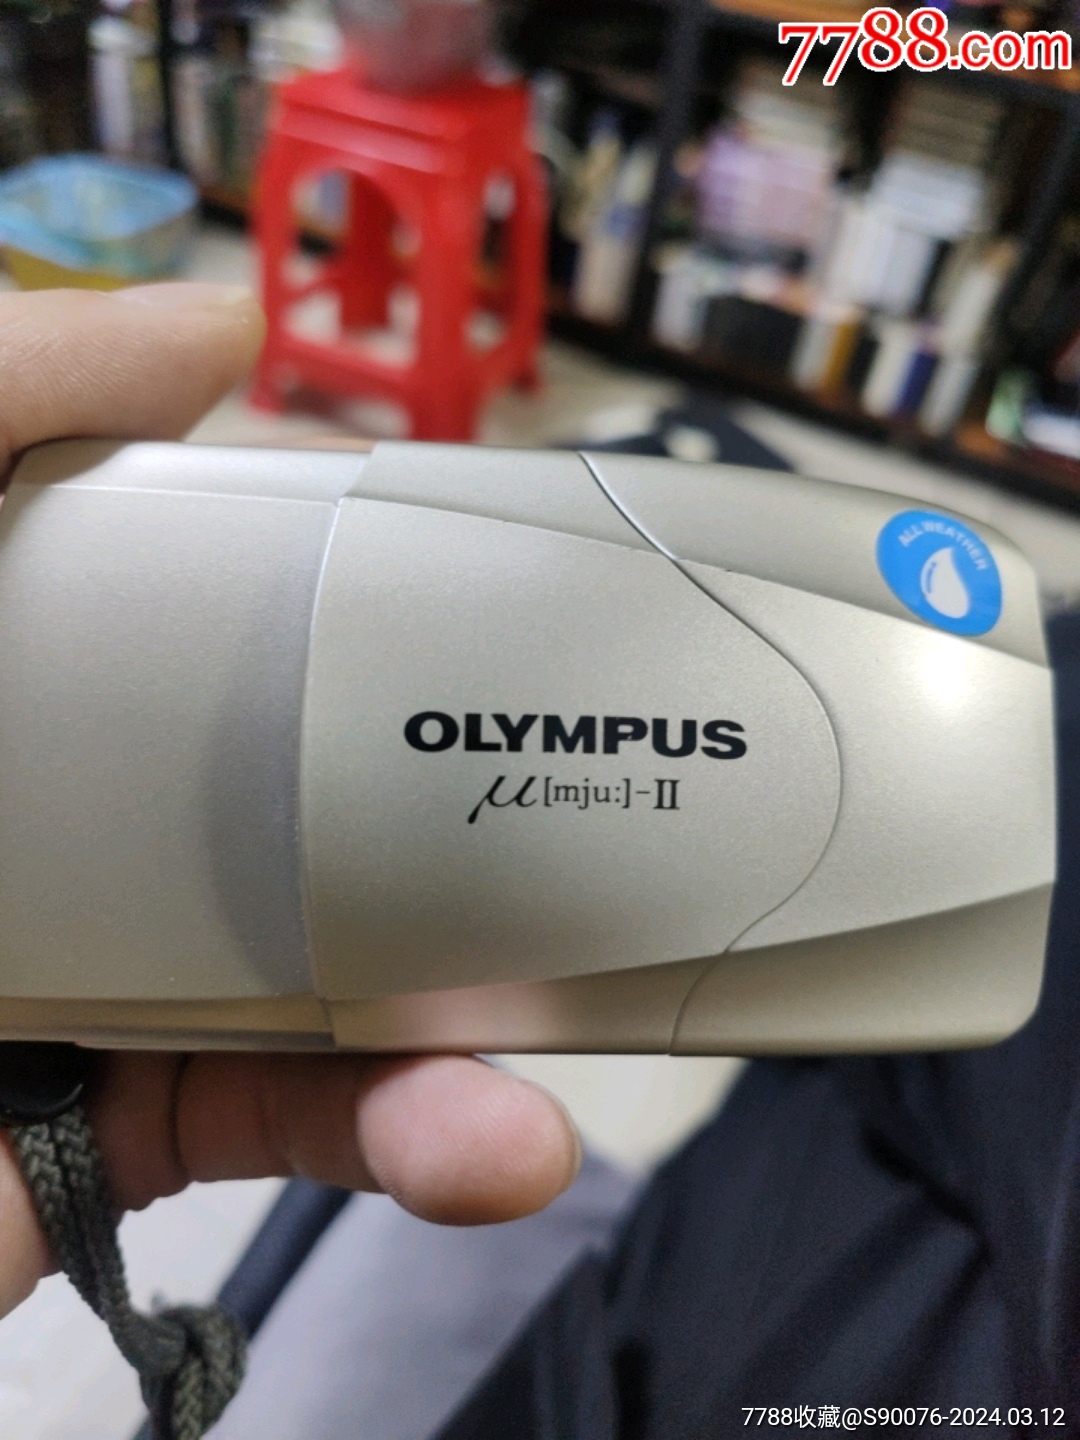 7788.com
ALL WEATHER
OLYMPUS
μ[mju:]-II
7788收藏@S90076-2024.03.12